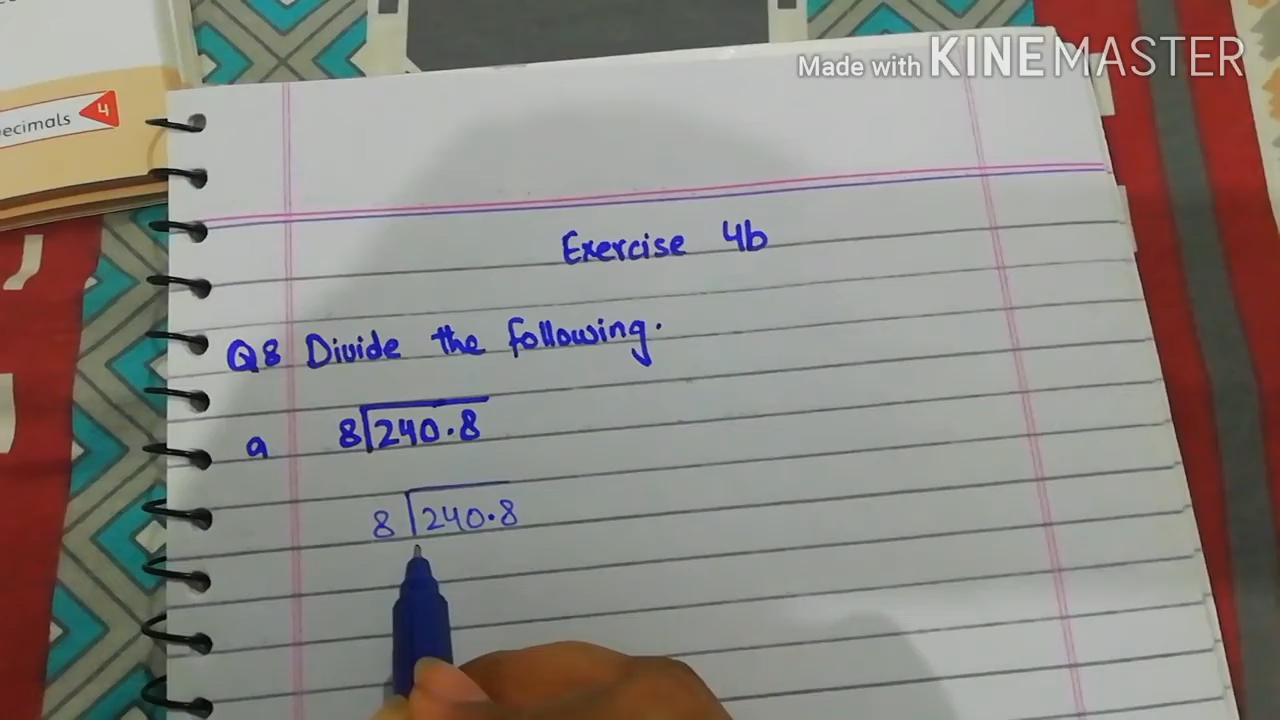 Made with KINEMASTER
4
ecimals
Exercise 4b
Q8 Divide the following.
a 8|240.8
8|240.8